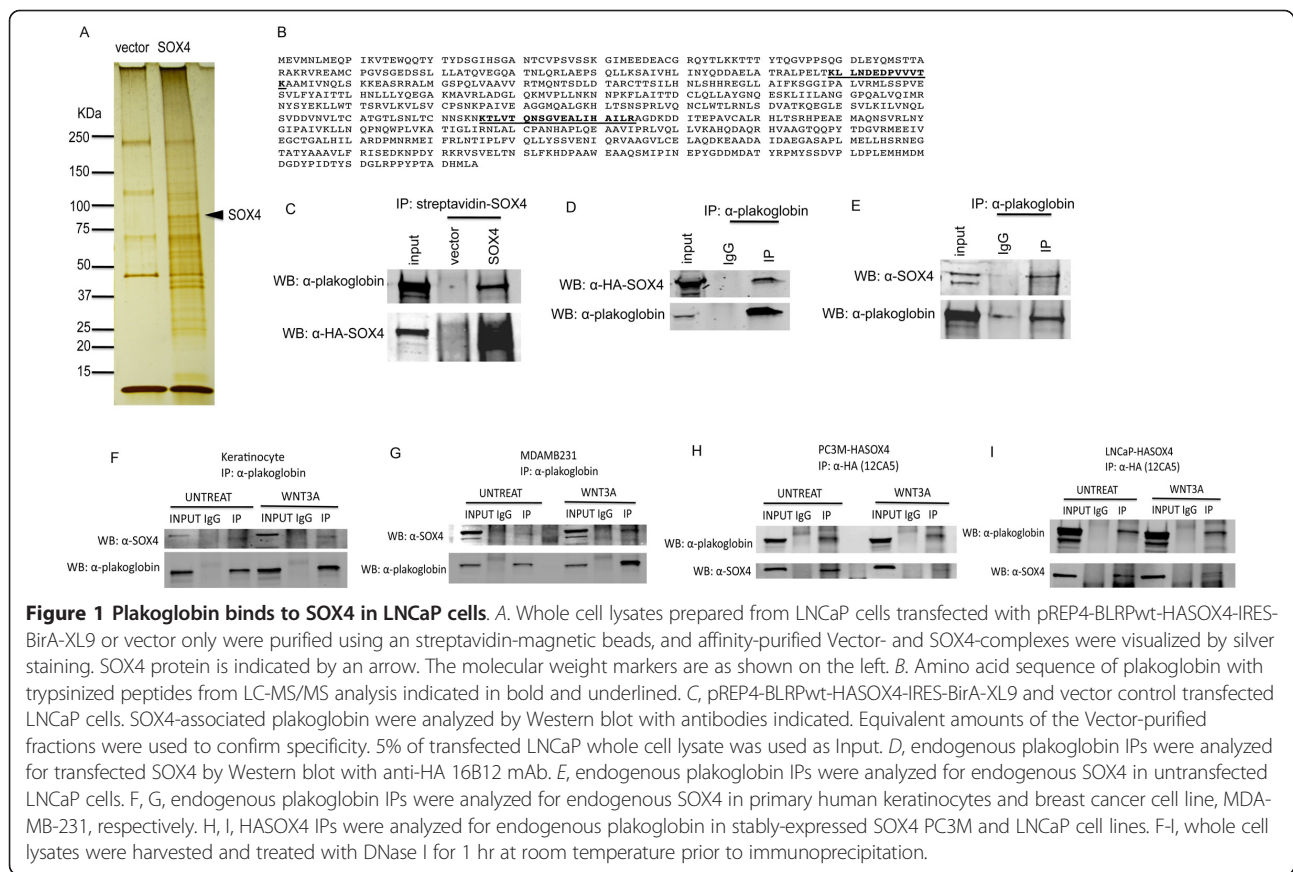 A
vector SOX4
KDa
250
150
100
75
50
37
25
20
15
SOX4
B
MEVMNLMEQP IKVTEWQQTY TYDSGIHSGA NTCVPSVSSK GIMEEDEACG RQYTLKKTTT YTQGVPPSQG DLEYQMSTTA
RAKRVREAMC PGVSGEDSSL LLATQVEGQA TNLQRLAEPS QLLKSAIVHL INYQDDAELA TRALPELTKL LNDEDPVVVT
KAAMIVNQLS KKEASRRALM GSPQLVAAVV RTMQNTSDLD TARCTTSILH NLSHHREGLL AIFKSGGIPA LVRMLSSPVE
SVLFYAITTL HNLLLYQEGA KMAVRLADGL QKMVPLLNKN NPKFLAITTD CLQLLAYGNQ ESKLIILANG GPQALVQIMR
NYSYEKLLWT TSRVLKVLSV CPSNKPAIVE AGGMQALGKH LTSNSPRLVQ NCLWTLRNLS DVATKQEGLE SVLKILVNQL
SVDDVNVLTC ATGTLSNLTC NNSKNKTLVT QNSGVEALIH AILRAGDKDD ITEPAVCALR HLTSRHPEAE MAQNSVRLNY
GIPAIVKLLN QPNQWPLVKA TIGLIRNLAL CPANHAPLQE AAVIPRLVQL LVKAHQDAQR HVAAGTQQPY TDGVRMEEIV
EGCTGALHIL ARDPMNRMEI FRLNTIPLFV QLLYSSVENI QRVAAGVLCE LAQDKEAADA IDAEGASAPL MELLHSRNEG
TATYAAAVLF RISEDKNPDY RKRVSVELTN SLFKHDPAAW EAAQSMIPIN EPYGDDMDAT YRPMYSSDVP LDPLEMHMDM
DGDYPIDTYS DGLRPPYPTA DHMLA
C
IP: streptavidin-SOX4
input
vector
SOX4
WB: α-plakoglobin
WB: α-HA-SOX4
D
IP: α-plakoglobin
input
IgG
IP
WB: α-HA-SOX4
WB: α-plakoglobin
E
IP: α-plakoglobin
input
IgG
IP
WB: α-SOX4
WB: α-plakoglobin
F
Keratinocyte
IP: α-plakoglobin
UNTREAT WNT3A
INPUT IgG IP INPUT IgG IP
WB: α-SOX4
WB: α-plakoglobin
G
MDAMB231
IP: α-plakoglobin
UNTREAT WNT3A
INPUT IgG IP INPUT IgG IP
WB: α-SOX4
WB: α-plakoglobin
H
PC3M-HASOX4
IP: α-HA (12CA5)
UNTREAT WNT3A
INPUT IgG IP INPUT IgG IP
WB: α-plakoglobin
WB: α-SOX4
I
LNCaP-HASOX4
IP: α-HA (12CA5)
UNTREAT WNT3A
INPUT IgG IP INPUT IgG IP
WB: α-plakoglobin
WB: α-SOX4
Figure 1 Plakoglobin binds to SOX4 in LNCaP cells. A. Whole cell lysates prepared from LNCaP cells transfected with pREP4-BLRPwt-HASOX4-IRES-
BirA-XL9 or vector only were purified using an streptavidin-magnetic beads, and affinity-purified Vector- and SOX4-complexes were visualized by silver
staining. SOX4 protein is indicated by an arrow. The molecular weight markers are as shown on the left. B. Amino acid sequence of plakoglobin with
trypsinized peptides from LC-MS/MS analysis indicated in bold and underlined. C, pREP4-BLRPwt-HASOX4-IRES-BirA-XL9 and vector control transfected
LNCaP cells. SOX4-associated plakoglobin were analyzed by Western blot with antibodies indicated. Equivalent amounts of the Vector-purified
fractions were used to confirm specificity. 5% of transfected LNCaP whole cell lysate was used as Input. D, endogenous plakoglobin IPs were analyzed
for transfected SOX4 by Western blot with anti-HA 16B12 mAb. E, endogenous plakoglobin IPs were analyzed for endogenous SOX4 in untransfected
LNCaP cells. F, G, endogenous plakoglobin IPs were analyzed for endogenous SOX4 in primary human keratinocytes and breast cancer cell line, MDA-
MB-231, respectively. H, I, HASOX4 IPs were analyzed for endogenous plakoglobin in stably-expressed SOX4 PC3M and LNCaP cell lines. F-I, whole cell
lysates were harvested and treated with DNase I for 1 hr at room temperature prior to immunoprecipitation.